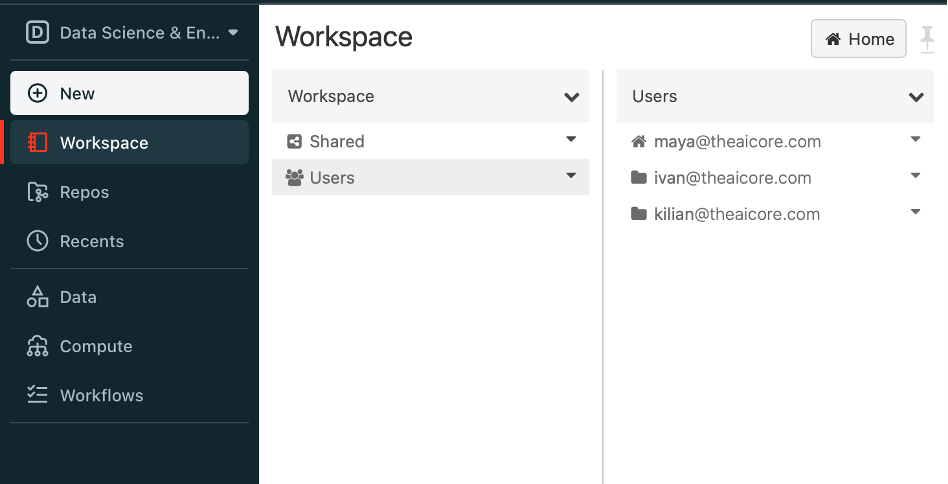 D Data Science & En...
New
Workspace
Repos
Recents
Data
Compute
Workflows
Workspace
Home
Workspace
Shared
Users
Users
maya@theaicore.com
ivan@theaicore.com
kilian@theaicore.com